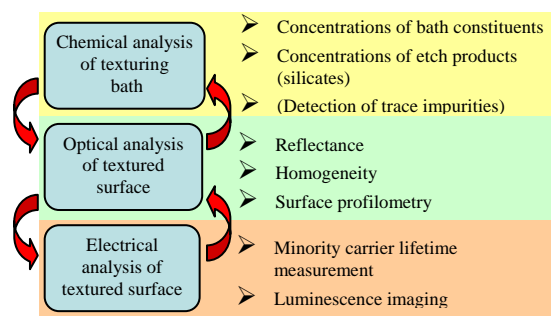 Chemical analysis
of texturing
bath
➢ Concentrations of bath constituents
➢ Concentrations of etch products
(silicates)
➢ (Detection of trace impurities)
Optical analysis
of textured
surface
➢ Reflectance
➢ Homogeneity
➢ Surface profilometry
Electrical
analysis of
textured surface
➢ Minority carrier lifetime
measurement
➢ Luminescence imaging